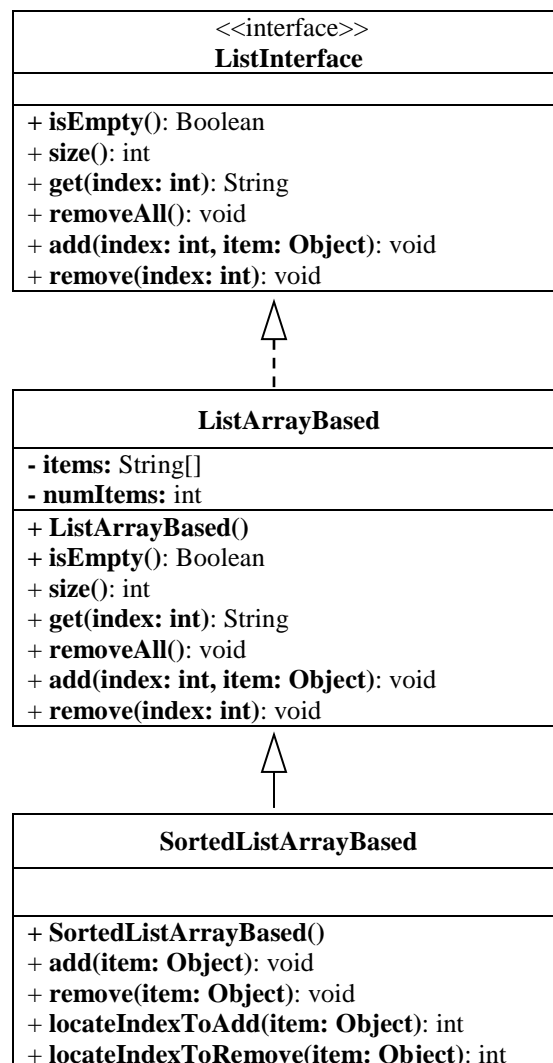 <<interface>>
ListInterface
+ isEmpty(): Boolean
+ size(): int
+ get(index: int): String
+ removeAll(): void
+ add(index: int, item: Object): void
+ remove(index: int): void
ListArrayBased
- items: String[]
- numItems: int
+ ListArrayBased()
+ isEmpty(): Boolean
+ size(): int
+ get(index: int): String
+ removeAll(): void
+ add(index: int, item: Object): void
+ remove(index: int): void
SortedListArrayBased
+ SortedListArrayBased()
+ add(item: Object): void
+ remove(item: Object): void
+ locateIndexToAdd(item: Object): int
+ locateIndexToRemove(item: Object): int